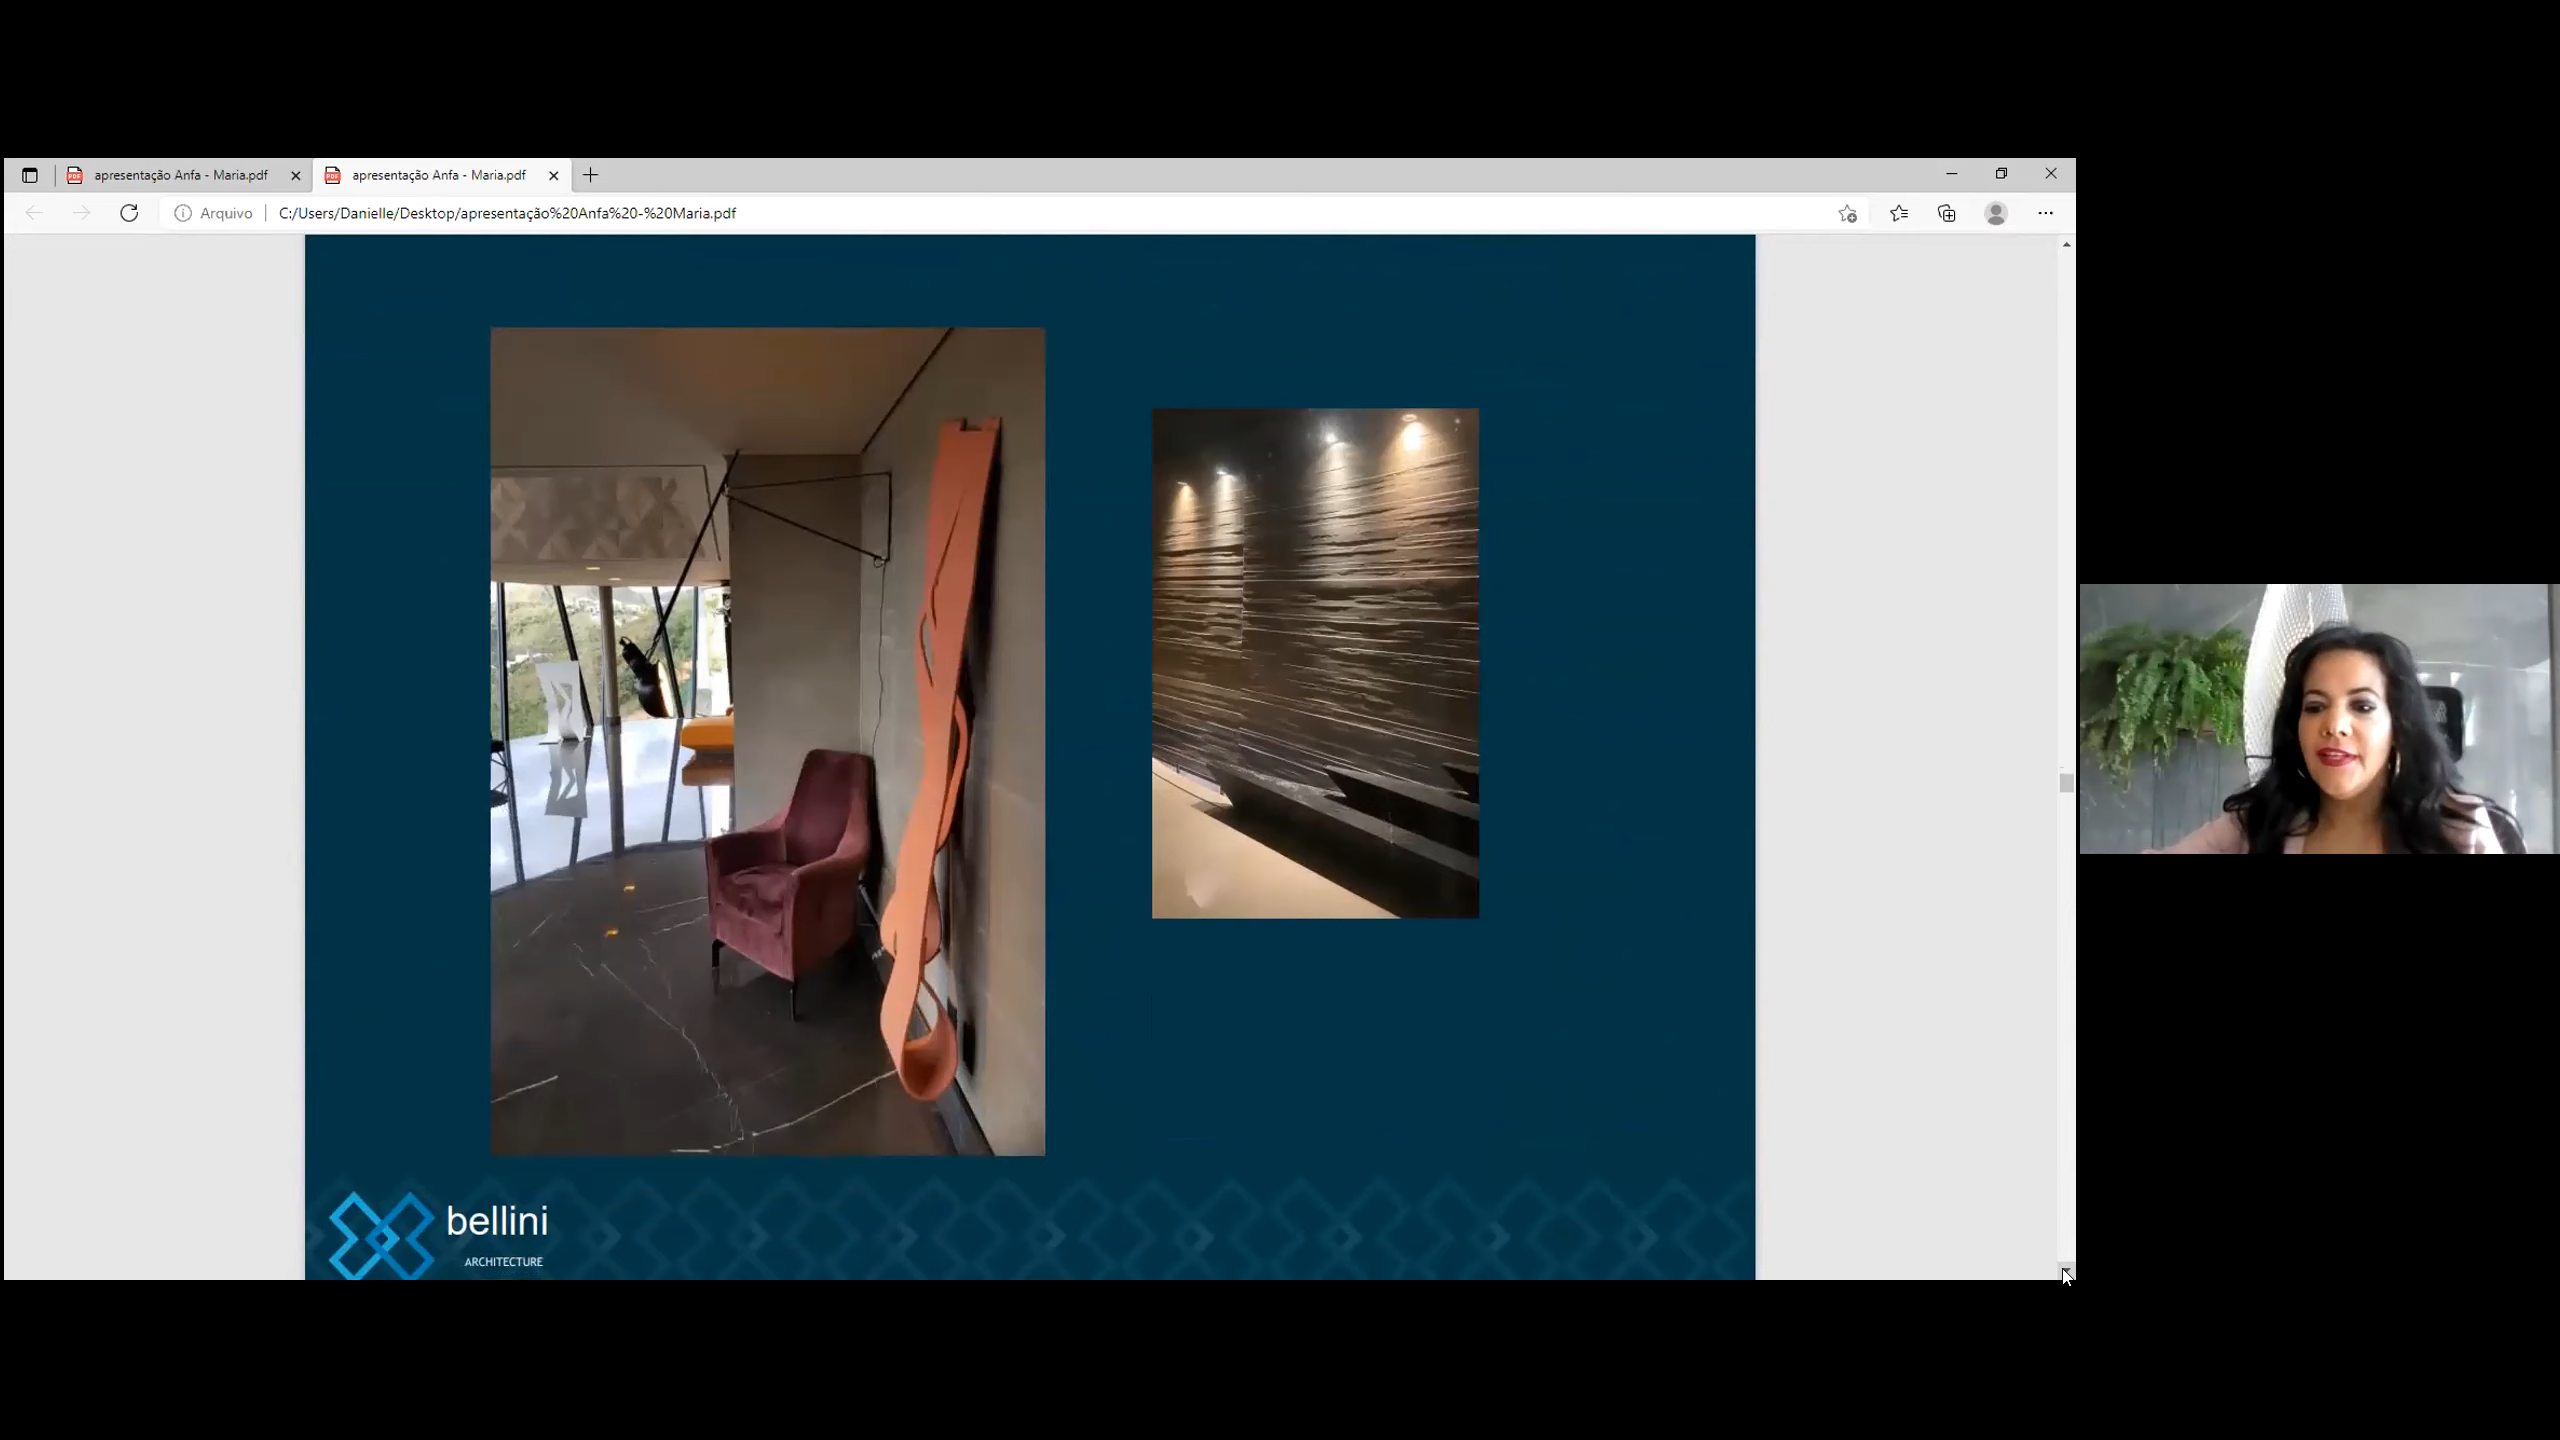 apresentação Anfa - Maria.pdf
apresentação Anfa - Maria.pdf
Arquivo
C:/Users/Danielle/Desktop/apresentação%20Anfa%20-%20Maria.pdf
bellini
ARCHITECTURE